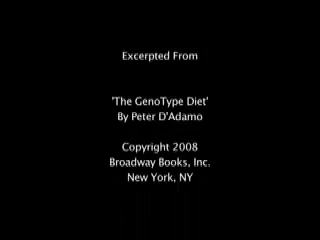 Excerpted From
'The GenoType Diet'
By Peter D'Adamo
Copyright 2008
Broadway Books, Inc.
New York, NY